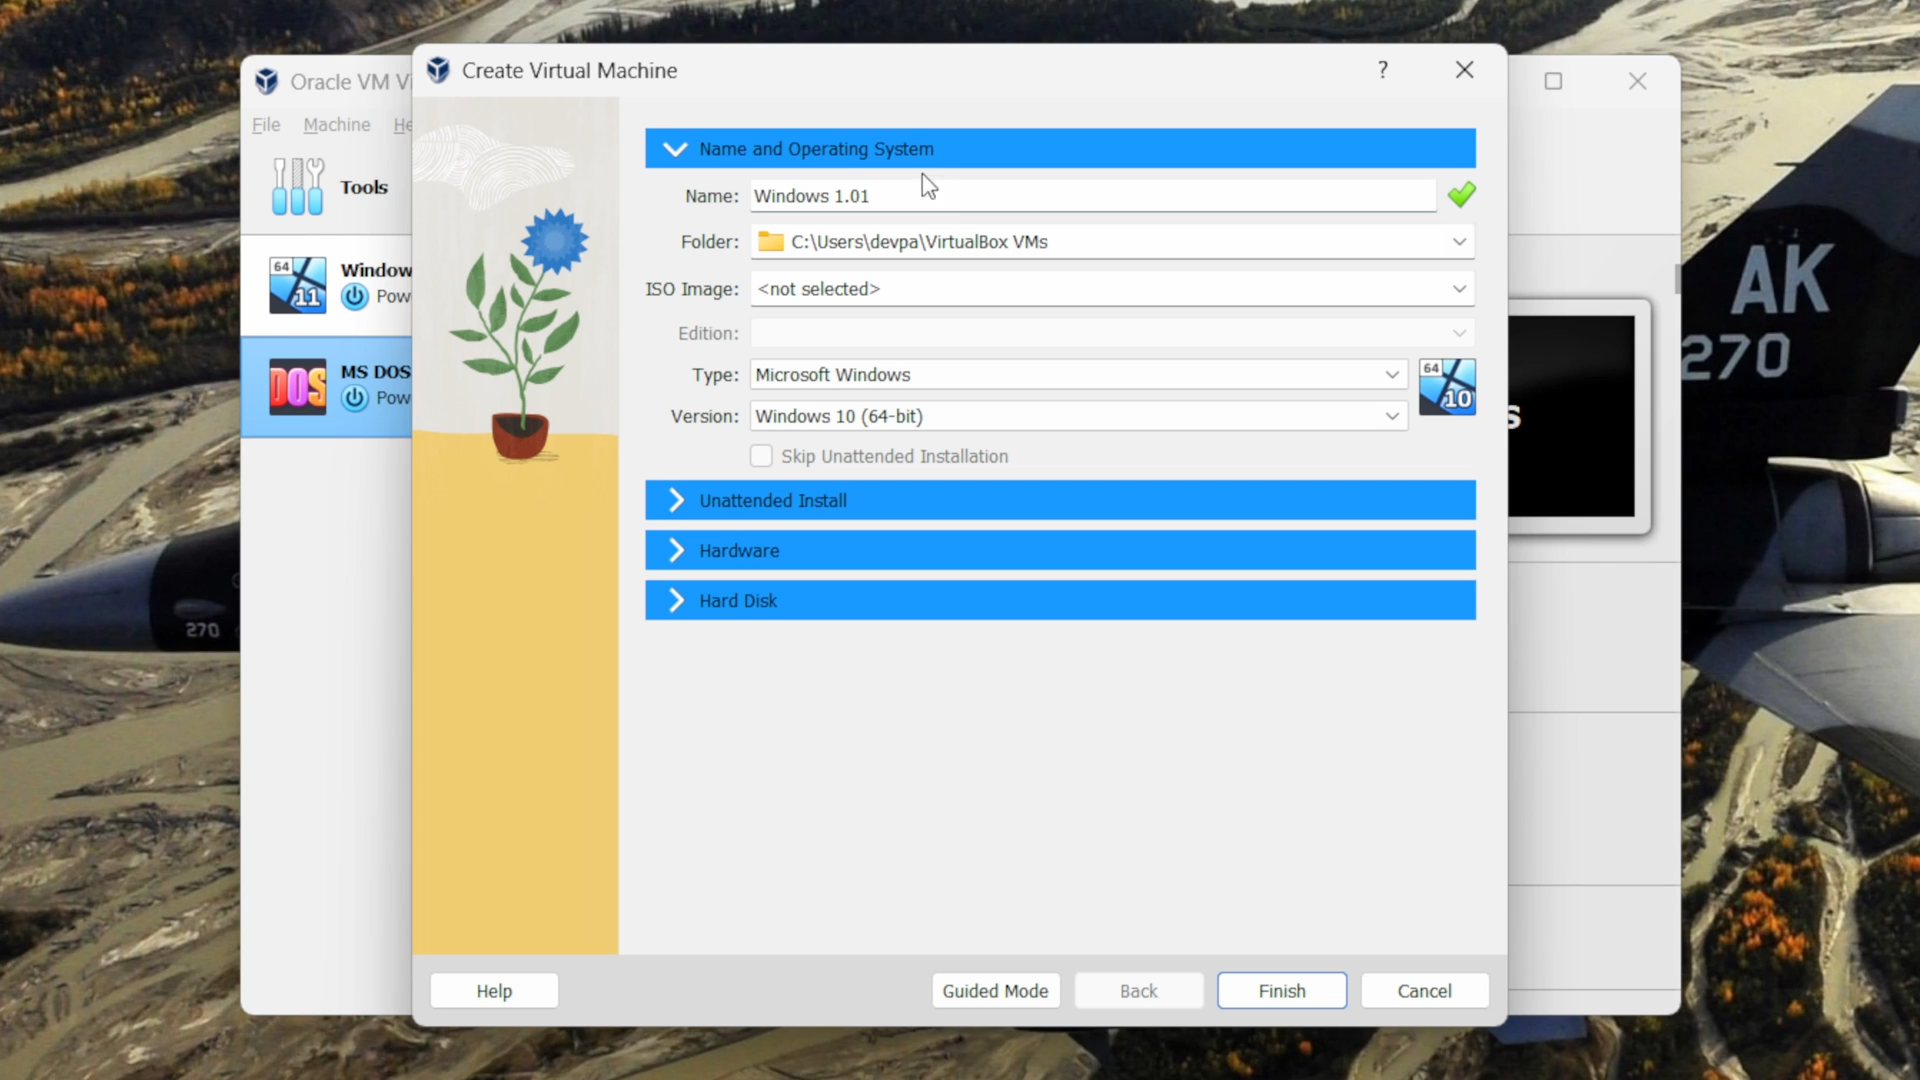 Oracle VM Vi
Create Virtual Machine
?
File Machine He
Tools
64
11
Window
Pow
DOS
MS DOS
Pow
Name and Operating System
Name: Windows 1.01
Folder: C:\Users\devpa\VirtualBox VMs
ISO Image: <not selected>
Edition:
Type: Microsoft Windows
Version: Windows 10 (64-bit)
64
10
Skip Unattended Installation
Unattended Install
Hardware
Hard Disk
Help
Guided Mode
Back
Finish
Cancel
S
AK
270
270